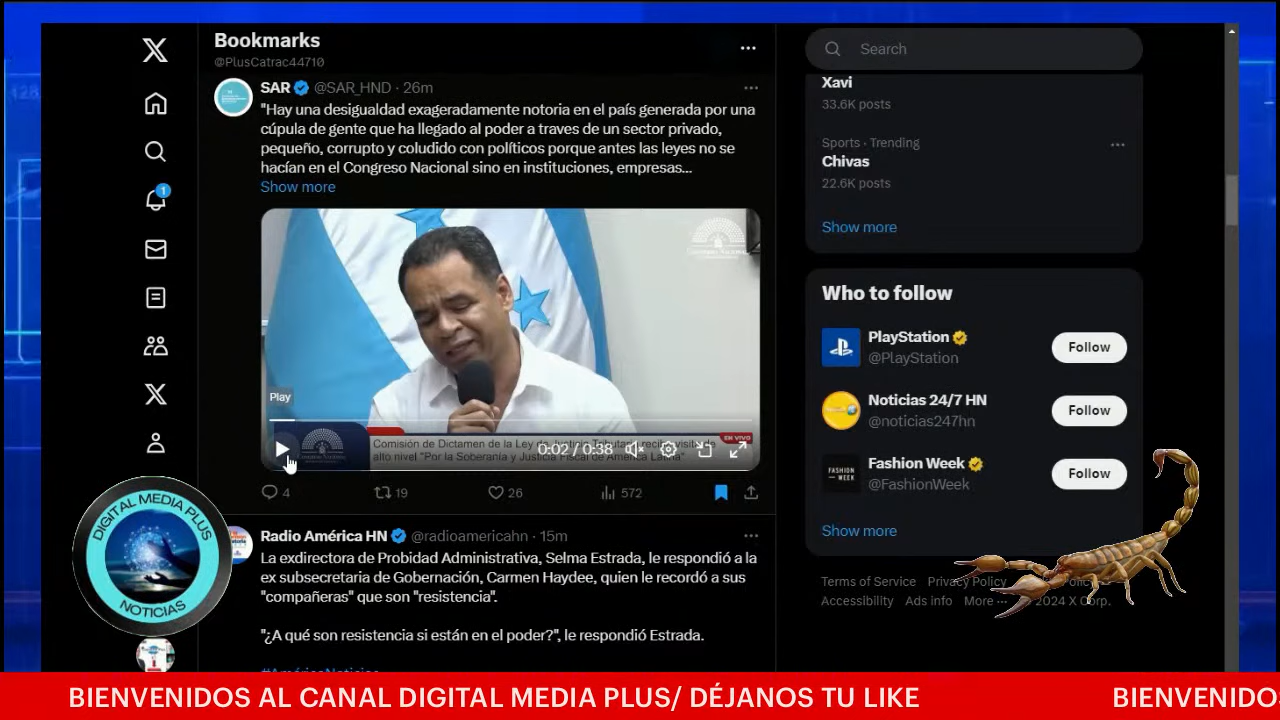 Bookmarks
@PlusCatrac44710
SAR @SAR_HND · 26m
"Hay una desigualdad exageradamente notoria en el país generada por una
cúpula de gente que ha llegado al poder a traves de un sector privado,
pequeño, corrupto y coludido con políticos porque antes las leyes no se
hacían en el Congreso Nacional sino en instituciones, empresas...
Show more
Play
EN VIVO
Comisión de Dictamen de la Ley de Justicia Tributaria recibe visita de
alto nivel "Por la Soberanía y Justicia Fiscal de América Latina"
0:02 / 0:38
4
19
26
572
Radio América HN @radioamericahn · 15m
La exdirectora de Probidad Administrativa, Selma Estrada, le respondió a la
ex subsecretaria de Gobernación, Carmen Haydee, quien le recordó a sus
"compañeras" que son "resistencia".
"¿A qué son resistencia si están en el poder?", le respondió Estrada.
Search
Xavi
33.6K posts
Sports · Trending
Chivas
22.6K posts
Show more
Who to follow
PlayStation
@PlayStation
Follow
Noticias 24/7 HN
@noticias247hn
Follow
Fashion Week
@FashionWeek
Follow
FASHION
WEEK
Show more
Terms of Service Privacy Policy
Accessibility Ads info More ··· 2024 X Corp.
1
DIGITAL MEDIA PLUS
NOTICIAS
BIENVENIDOS AL CANAL DIGITAL MEDIA PLUS/ DÉJANOS TU LIKE
BIENVENIDO